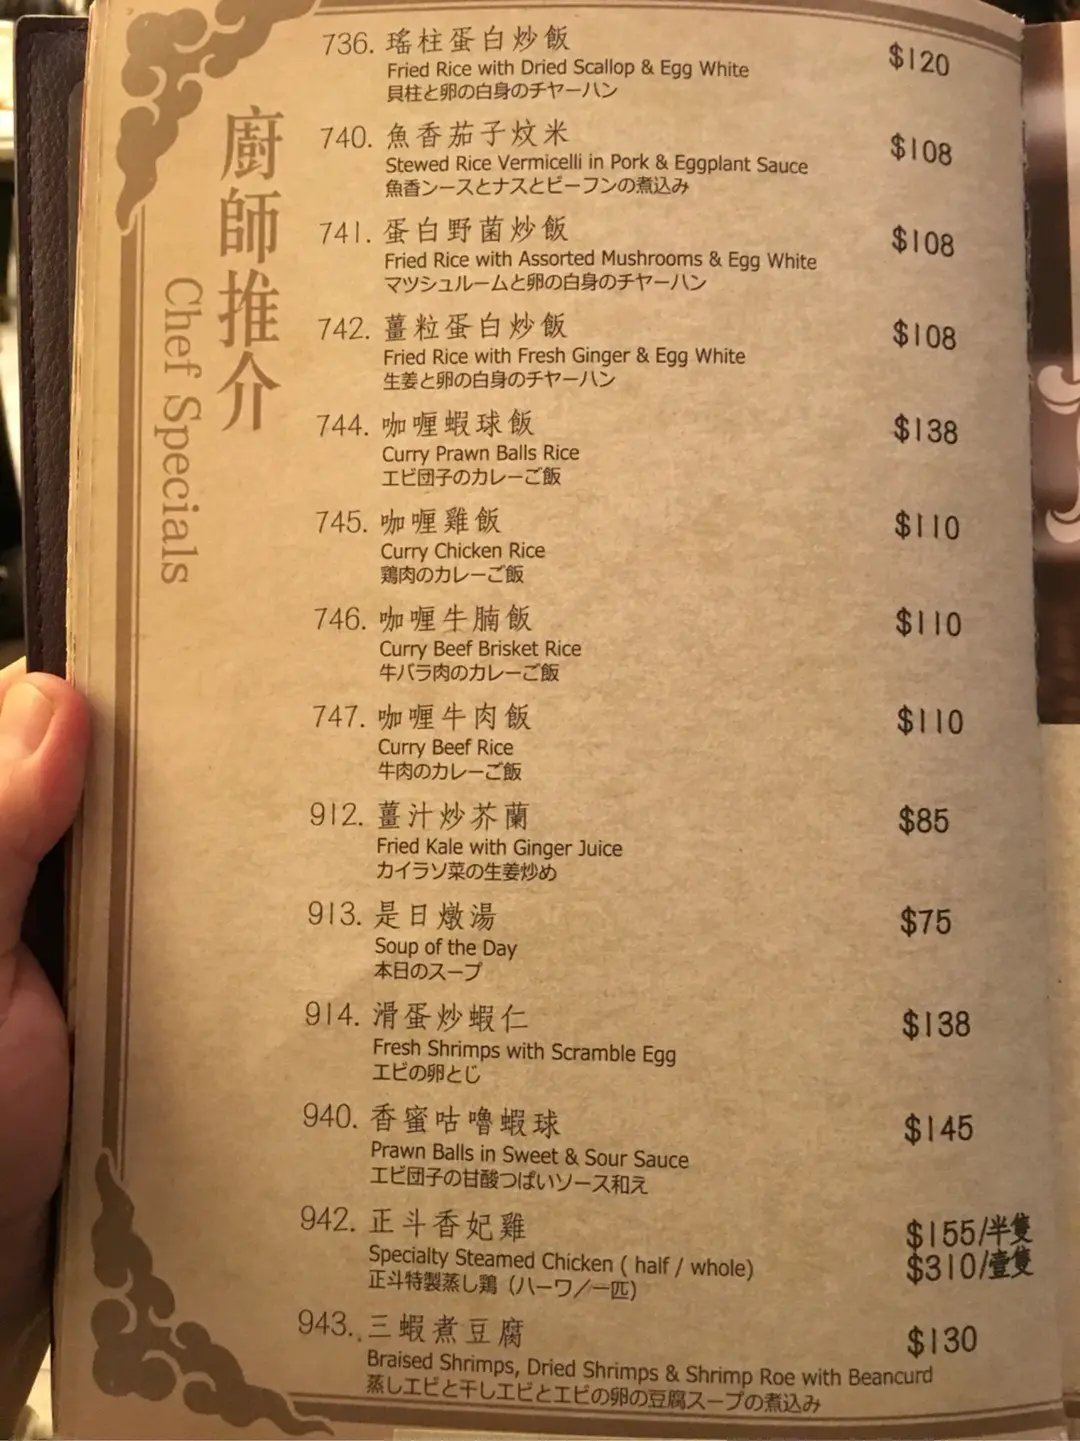 廚師推介
Chef Specials
736. 瑤柱蛋白炒飯 $120
Fried Rice with Dried Scallop & Egg White
貝柱と卵の白身のチヤーハン
740. 魚香茄子炆米 $108
Stewed Rice Vermicelli in Pork & Eggplant Sauce
魚香ンースとナスとビーフンの煮込み
741. 蛋白野菌炒飯 $108
Fried Rice with Assorted Mushrooms & Egg White
マツシュルームと卵の白身のチヤーハン
742. 薑粒蛋白炒飯 $108
Fried Rice with Fresh Ginger & Egg White
生姜と卵の白身のチヤーハン
744. 咖喱蝦球飯 $138
Curry Prawn Balls Rice
エビ団子のカレーご飯
745. 咖喱雞飯 $110
Curry Chicken Rice
鶏肉のカレーご飯
746. 咖喱牛腩飯 $110
Curry Beef Brisket Rice
牛バラ肉のカレーご飯
747. 咖喱牛肉飯 $110
Curry Beef Rice
牛肉のカレーご飯
912. 薑汁炒芥蘭 $85
Fried Kale with Ginger Juice
カイラソ菜の生姜炒め
913. 是日燉湯 $75
Soup of the Day
本日のスープ
914. 滑蛋炒蝦仁 $138
Fresh Shrimps with Scramble Egg
エビの卵とじ
940. 香蜜咕嚕蝦球 $145
Prawn Balls in Sweet & Sour Sauce
エビ団子の甘酸つぱいソース和え
942. 正斗香妃雞 $155/半隻
$310/壹隻
Specialty Steamed Chicken ( half / whole)
正斗特製蒸し鶏（ハーワ／一匹）
943. 三蝦煮豆腐 $130
Braised Shrimps, Dried Shrimps & Shrimp Roe with Beancurd
蒸しエビと干しエビとエビの卵の豆腐スープの煮込み